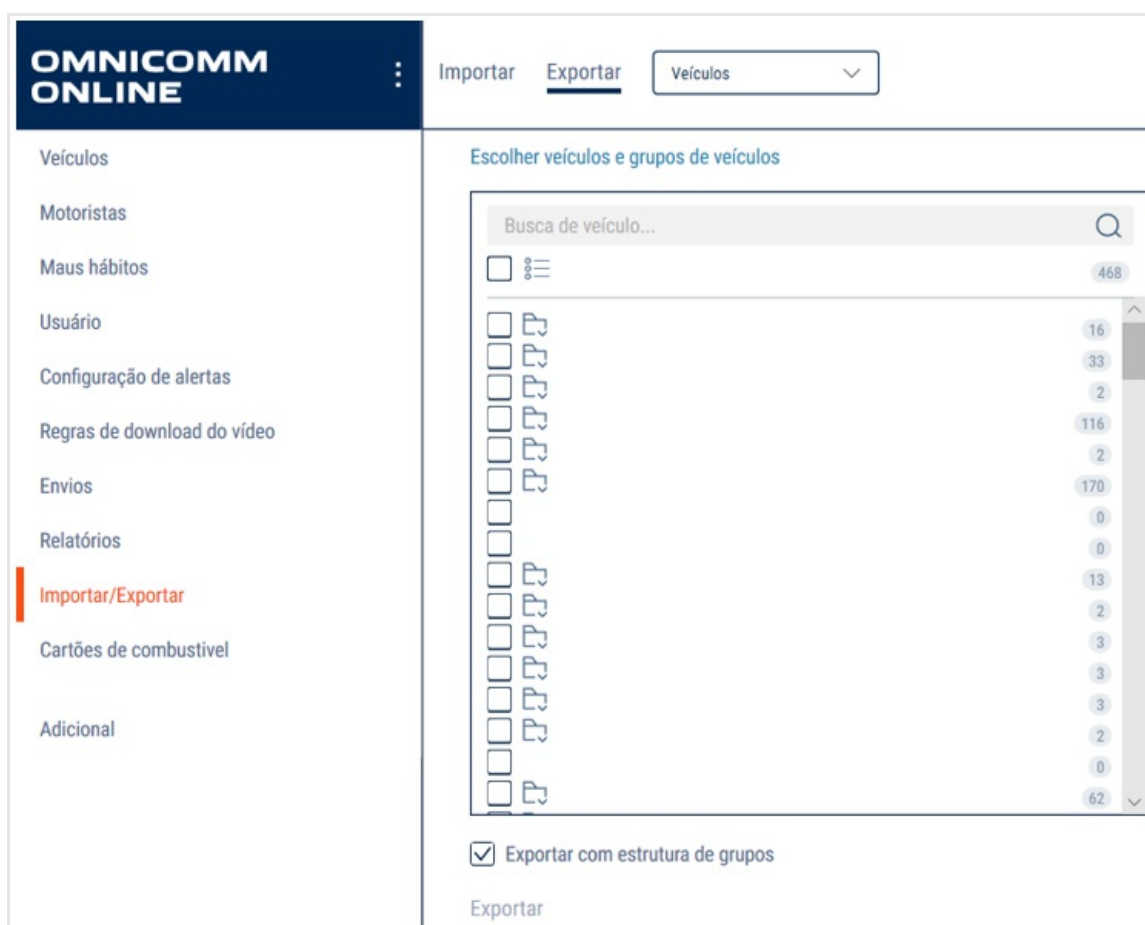 OMNICOMM
ONLINE
Importar Exportar Veículos
Veículos
Motoristas
Maus hábitos
Usuário
Configuração de alertas
Regras de download do vídeo
Envios
Relatórios
Importar/Exportar
Cartões de combustivel
Adicional
Escolher veículos e grupos de veículos
Busca de veículo...
468
16
33
2
116
2
170
0
0
13
2
3
3
3
2
0
62
Exportar com estrutura de grupos
Exportar